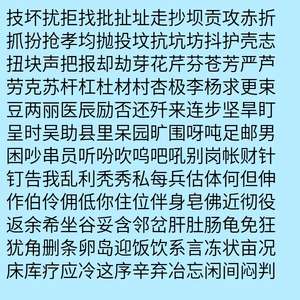 技坏扰拒找批扯址走抄坝贡攻赤折
抓扮抢孝均抛投坟抗坑坊抖护壳志
扭块声把报却劫芽花芹芬苍芳严芦
劳克苏杆杠杜材村杏极李杨求更束
豆两丽医辰励否还歼来连步坚旱盯
呈时吴助县里呆园旷围呀吨足邮男
困吵串员听吩吹呜吧吼别岗帐财针
钉告我乱利秃秀私每兵估体何但伸
作伯伶佣低你住位伴身皂佛近彻役
返余希坐谷妥含邻岔肝肚肠龟免狂
犹角删条卵岛迎饭饮系言冻状亩况
床库疗应冷这序辛弃冶忘闲间闷判